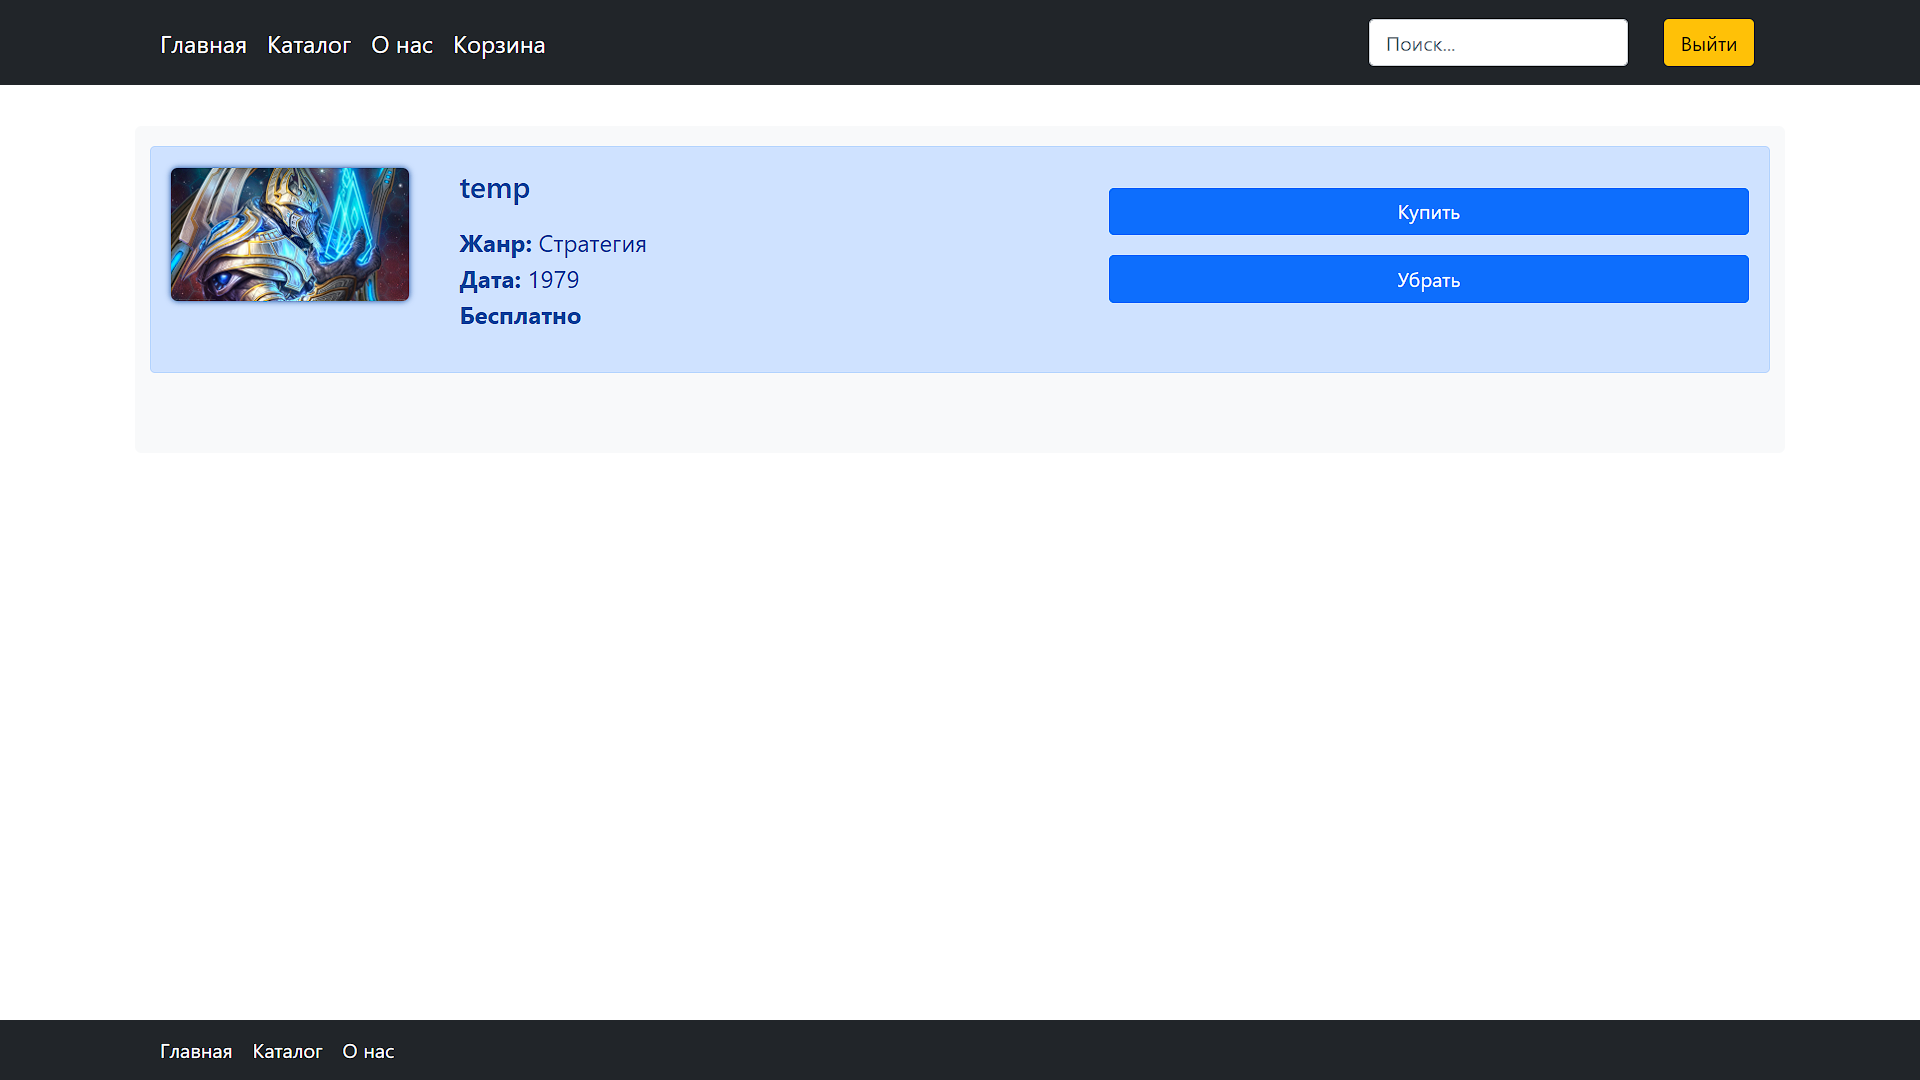 Главная Каталог О нас Корзина
Поиск... Выйти
temp
Жанр: Стратегия
Дата: 1979
Бесплатно
Купить
Убрать
Главная Каталог О нас